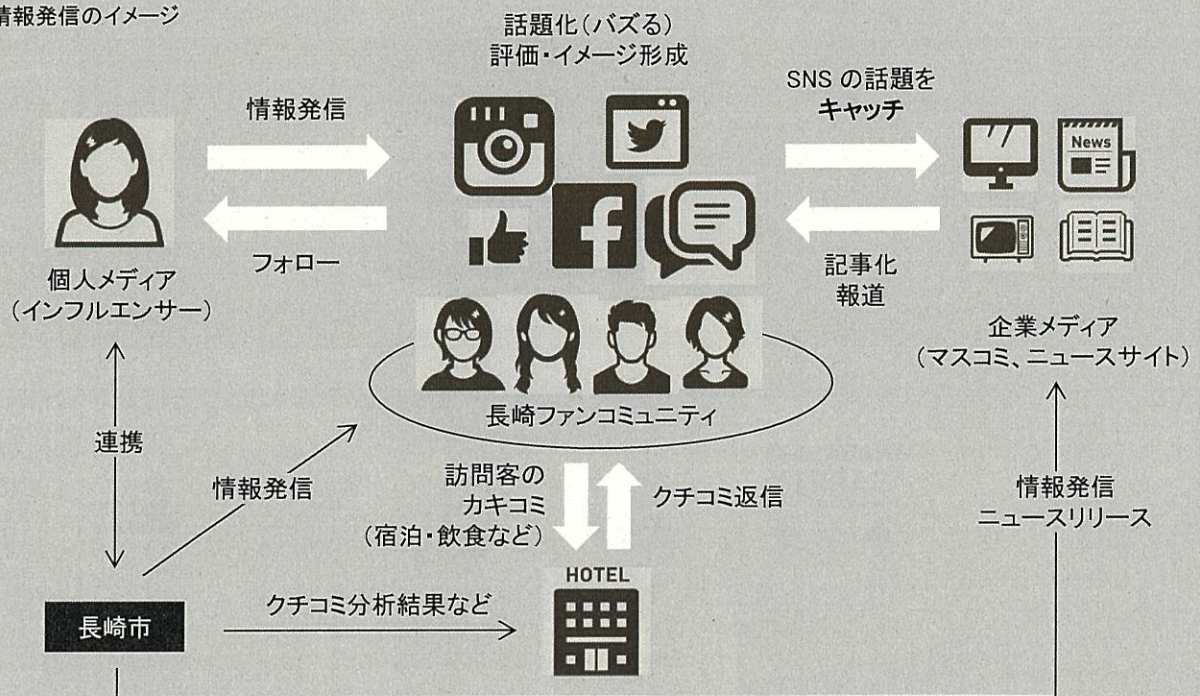 情報発信のイメージ
話題化(バズる)
評価・イメージ形成
SNS の話題を
キャッチ
情報発信
News
フォロー
記事化
報道
個人メディア
(インフルエンサー)
企業メディア
(マスコミ、ニュースサイト)
長崎ファンコミュニティ
連携
情報発信
訪問客の
カキコミ
(宿泊・飲食など)
クチコミ返信
情報発信
ニュースリリース
HOTEL
クチコミ分析結果など
長崎市